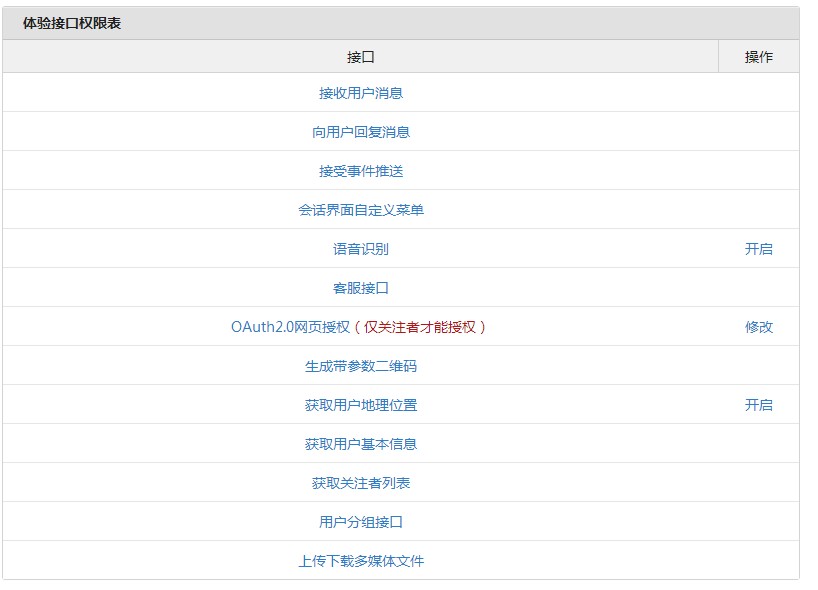 体验接口权限表
接口 操作
接收用户消息
向用户回复消息
接受事件推送
会话界面自定义菜单
语音识别 开启
客服接口
OAuth2.0网页授权（仅关注者才能授权） 修改
生成带参数二维码
获取用户地理位置 开启
获取用户基本信息
获取关注者列表
用户分组接口
上传下载多媒体文件